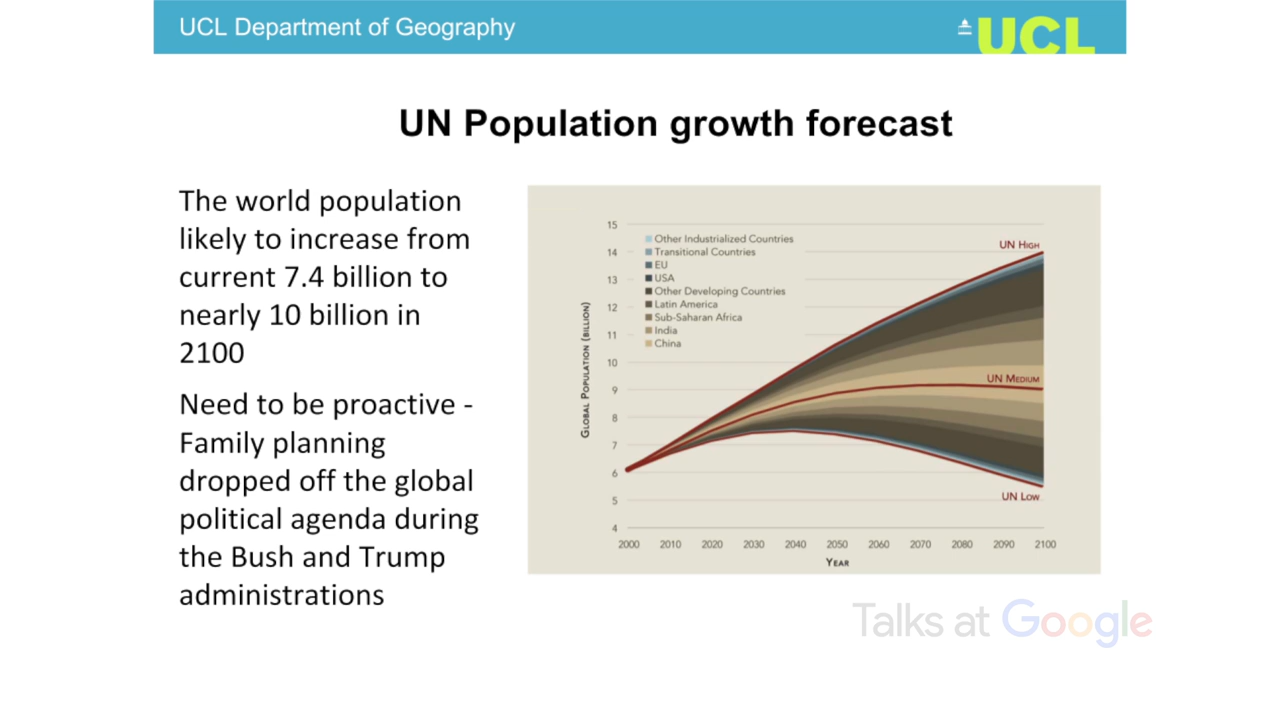 UCL Department of Geography
UCL
UN Population growth forecast
The world population
likely to increase from
current 7.4 billion to
nearly 10 billion in
2100
Need to be proactive -
Family planning
dropped off the global
political agenda during
the Bush and Trump
administrations
GLOBAL POPULATION (BILLION)
15
14
13
12
11
10
9
8
7
6
5
4
Other Industrialized Countries
Transitional Countries
EU
USA
Other Developing Countries
Latin America
Sub-Saharan Africa
India
China
UN HIGH
UN MEDIUM
UN LOW
2000 2010 2020 2030 2040 2050 2060 2070 2080 2090 2100
YEAR
Talks at Google